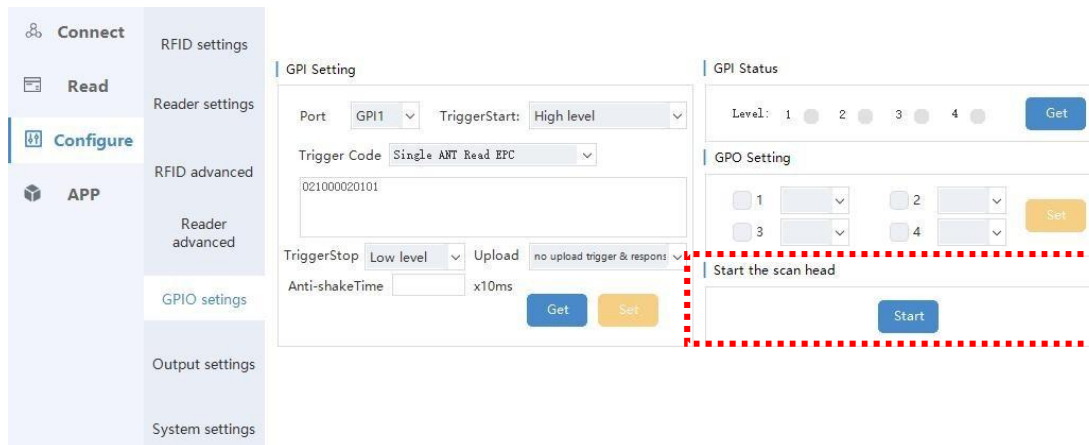 Connect
Read
Configure
APP
RFID settings
Reader settings
RFID advanced
Reader
advanced
GPIO setings
Output settings
System settings
GPI Setting
Port GPI1 TriggerStart: High level
Trigger Code Single ANT Read EPC
021000020101
TriggerStop Low level Upload no upload trigger & respons
Anti-shakeTime x10ms
Get Set
GPI Status
Level: 1 2 3 4 Get
GPO Setting
1 2
Set
3 4
Start the scan head
Start